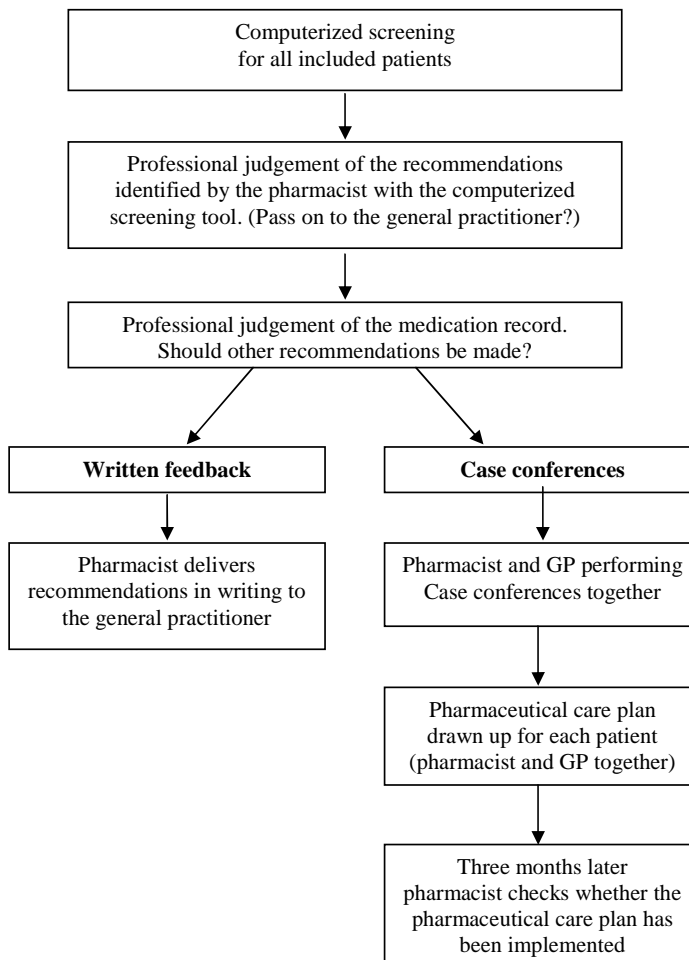 Computerized screening
for all included patients
Professional judgement of the recommendations
identified by the pharmacist with the computerized
screening tool. (Pass on to the general practitioner?)
Professional judgement of the medication record.
Should other recommendations be made?
Written feedback
Pharmacist delivers
recommendations in writing to
the general practitioner
Case conferences
Pharmacist and GP performing
Case conferences together
Pharmaceutical care plan
drawn up for each patient
(pharmacist and GP together)
Three months later
pharmacist checks whether the
pharmaceutical care plan has
been implemented